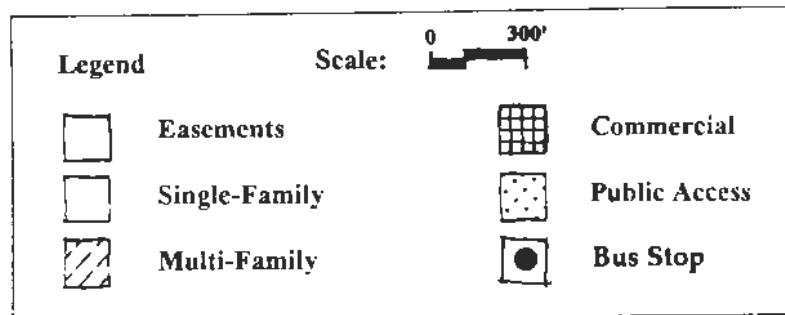 0 300'
Legend Scale:
Easements Commercial
Single-Family Public Access
Multi-Family Bus Stop